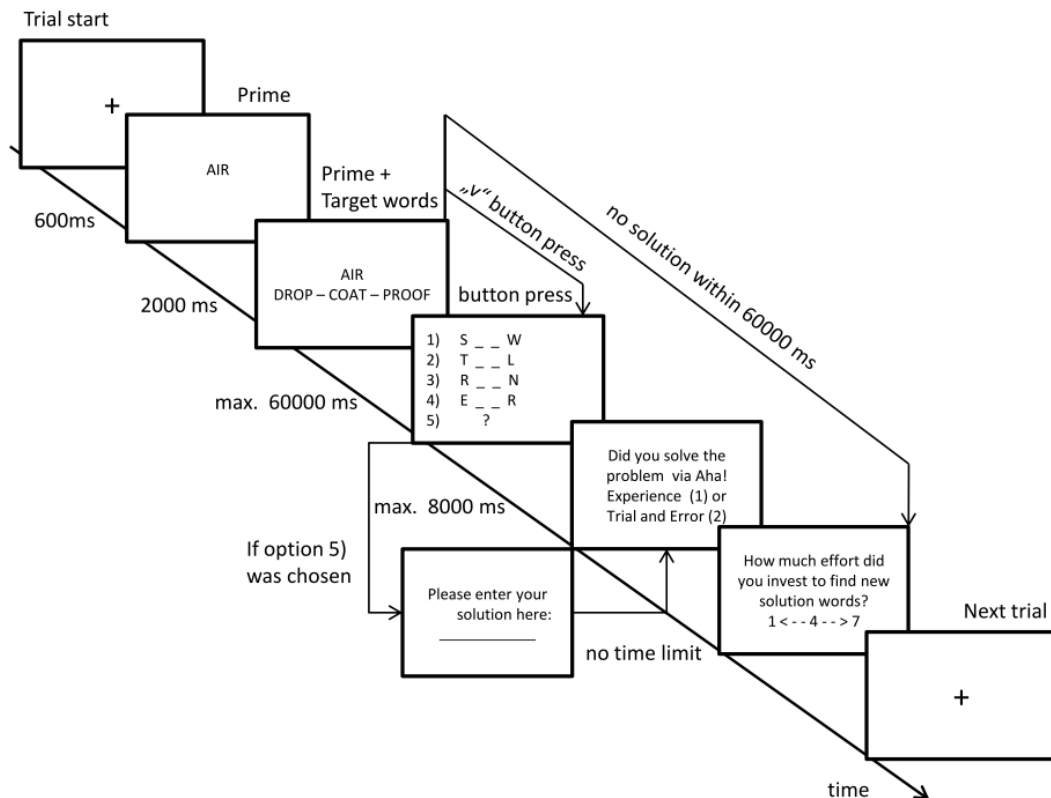 Trial start
+
Prime
AIR
600ms
Prime +
Target words
AIR
DROP – COAT – PROOF
2000 ms
„v“ button press
no solution within 60000 ms
button press
1) S _ _ W
2) T _ _ L
3) R _ _ N
4) E _ _ R
5) ?
max. 60000 ms
Did you solve the
problem via Aha!
Experience (1) or
Trial and Error (2)
max. 8000 ms
If option 5)
was chosen
Please enter your
solution here:
_______________
no time limit
How much effort did
you invest to find new
solution words?
1 < - - 4 - - > 7
Next trial
+
time